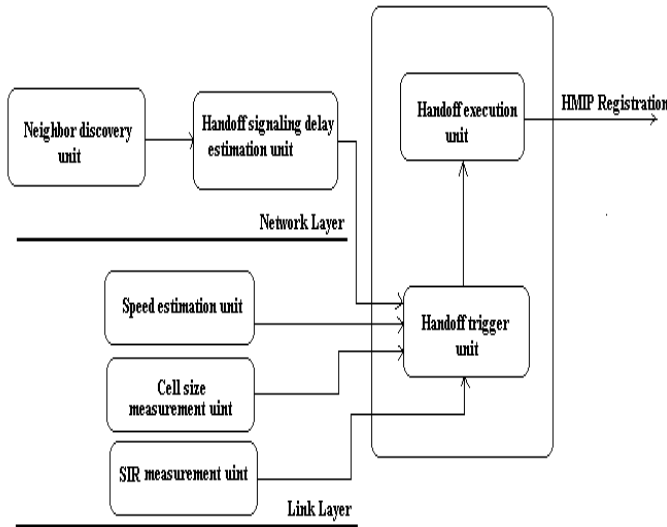 Neighbor discovery
unit
Handoff signaling delay
estimation unit
Handoff execution
unit
HMIP Registration
Network Layer
Speed estimation unit
Handoff trigger
unit
Cell size
measurement uint
SIR measurement uint
Link Layer